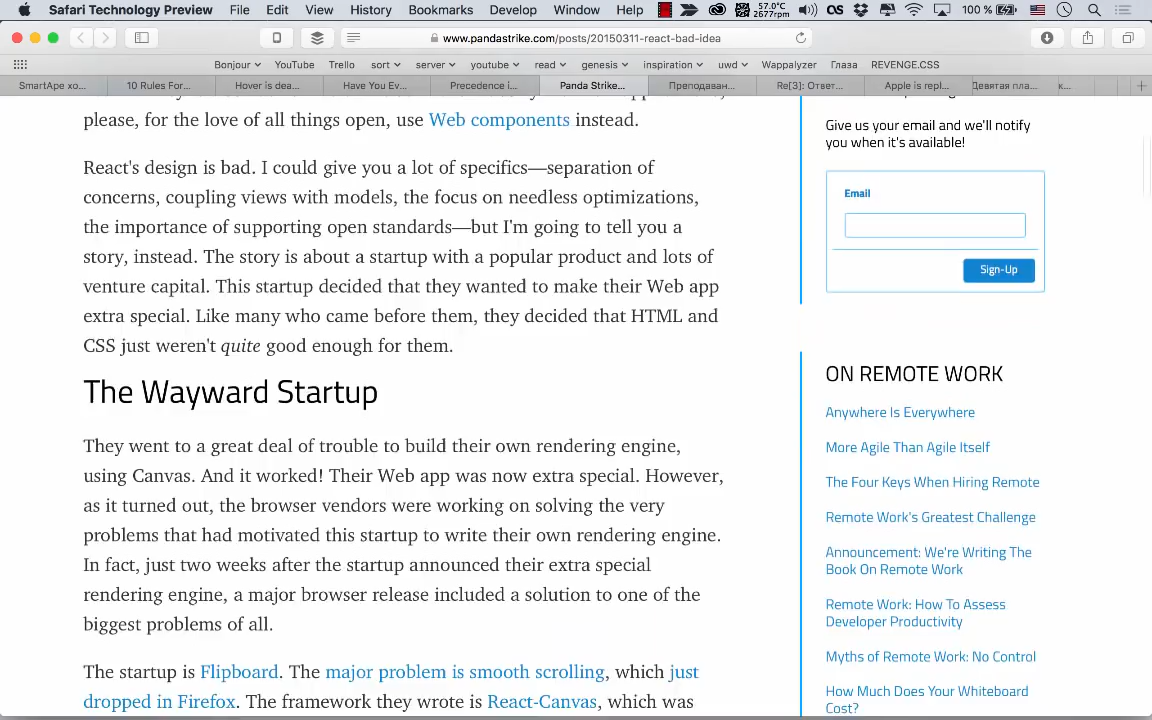 Safari Technology Preview File Edit View History Bookmarks Develop Window Help 57.0°C 2677rpm 100 %
www.pandastrike.com/posts/20150311-react-bad-idea
Bonjour YouTube Trello sort server youtube read genesis inspiration uwd Wappalyzer Глаза REVENGE.CSS
SmartApe хо... 10 Rules For... Hover is dea... Have You Ev... Precedence i... Panda Strike... Преподаван... Re[3]: Ответ... Apple is repl... Девятая пла... к...
please, for the love of all things open, use Web components instead.
React's design is bad. I could give you a lot of specifics—separation of
concerns, coupling views with models, the focus on needless optimizations,
the importance of supporting open standards—but I'm going to tell you a
story, instead. The story is about a startup with a popular product and lots of
venture capital. This startup decided that they wanted to make their Web app
extra special. Like many who came before them, they decided that HTML and
CSS just weren't quite good enough for them.
The Wayward Startup
They went to a great deal of trouble to build their own rendering engine,
using Canvas. And it worked! Their Web app was now extra special. However,
as it turned out, the browser vendors were working on solving the very
problems that had motivated this startup to write their own rendering engine.
In fact, just two weeks after the startup announced their extra special
rendering engine, a major browser release included a solution to one of the
biggest problems of all.
The startup is Flipboard. The major problem is smooth scrolling, which just
dropped in Firefox. The framework they wrote is React-Canvas, which was
Give us your email and we'll notify
you when it's available!
Email
Sign-Up
ON REMOTE WORK
Anywhere Is Everywhere
More Agile Than Agile Itself
The Four Keys When Hiring Remote
Remote Work's Greatest Challenge
Announcement: We're Writing The
Book On Remote Work
Remote Work: How To Assess
Developer Productivity
Myths of Remote Work: No Control
How Much Does Your Whiteboard
Cost?